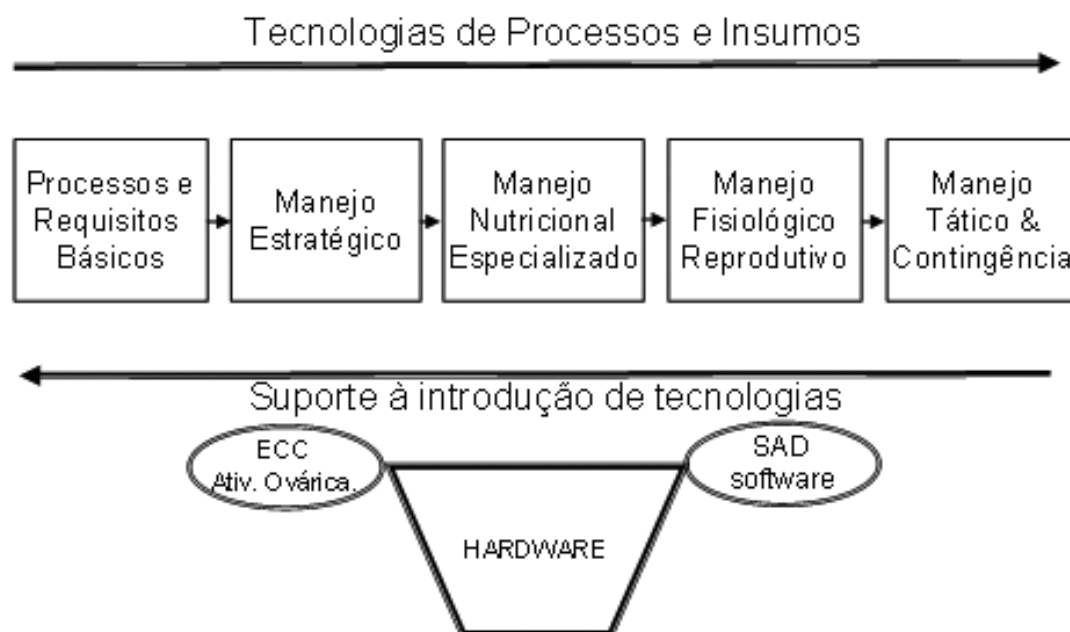 Tecnologias de Processos e Insumos
Processos e
Requisitos
Básicos
Manejo
Estratégico
Manejo
Nutricional
Especializado
Manejo
Fisiológico
Reprodutivo
Manejo
Tático &
Contingência
Suporte à introdução de tecnologias
ECC
Ativ. Ovárica.
SAD
software
HARDWARE